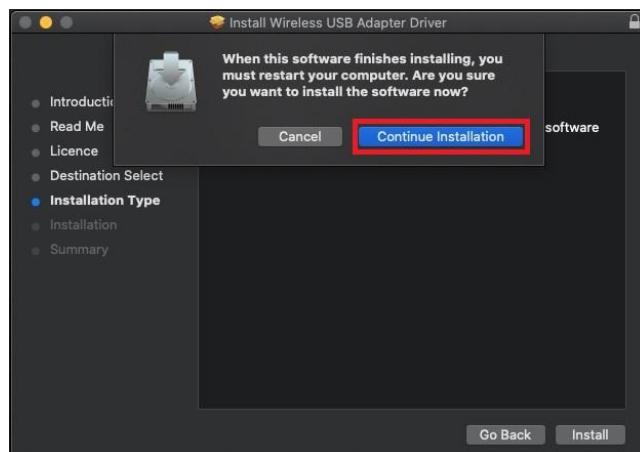 Install Wireless USB Adapter Driver
When this software finishes installing, you
must restart your computer. Are you sure
you want to install the software now?
Cancel
Continue Installation
Introductio
Read Me
software
Licence
Destination Select
Installation Type
Installation
Summary
Go Back
Install